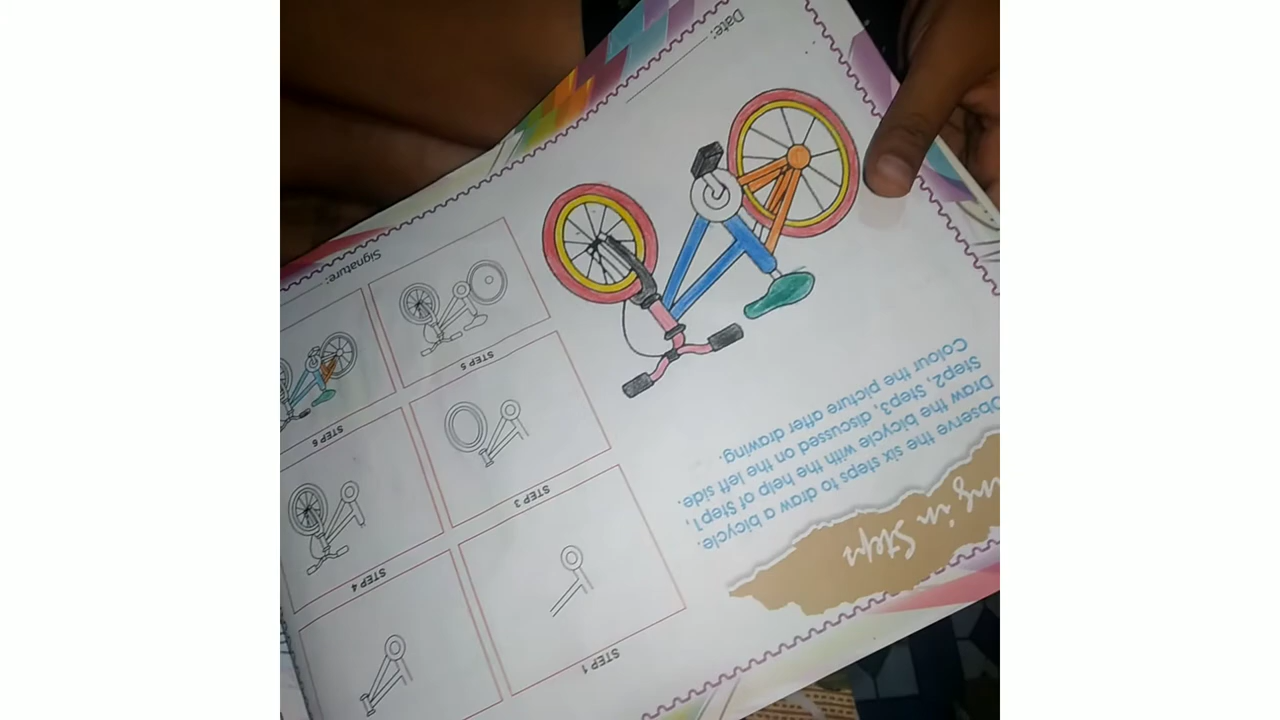 ing in Steps
Observe the six steps to draw a bicycle.
Draw the bicycle with the help of Step1,
Step2, Step3, discussed on the left side.
Colour the picture after drawing.
STEP 1
STEP 3
STEP 4
STEP 5
STEP 6
Signature:
Date: